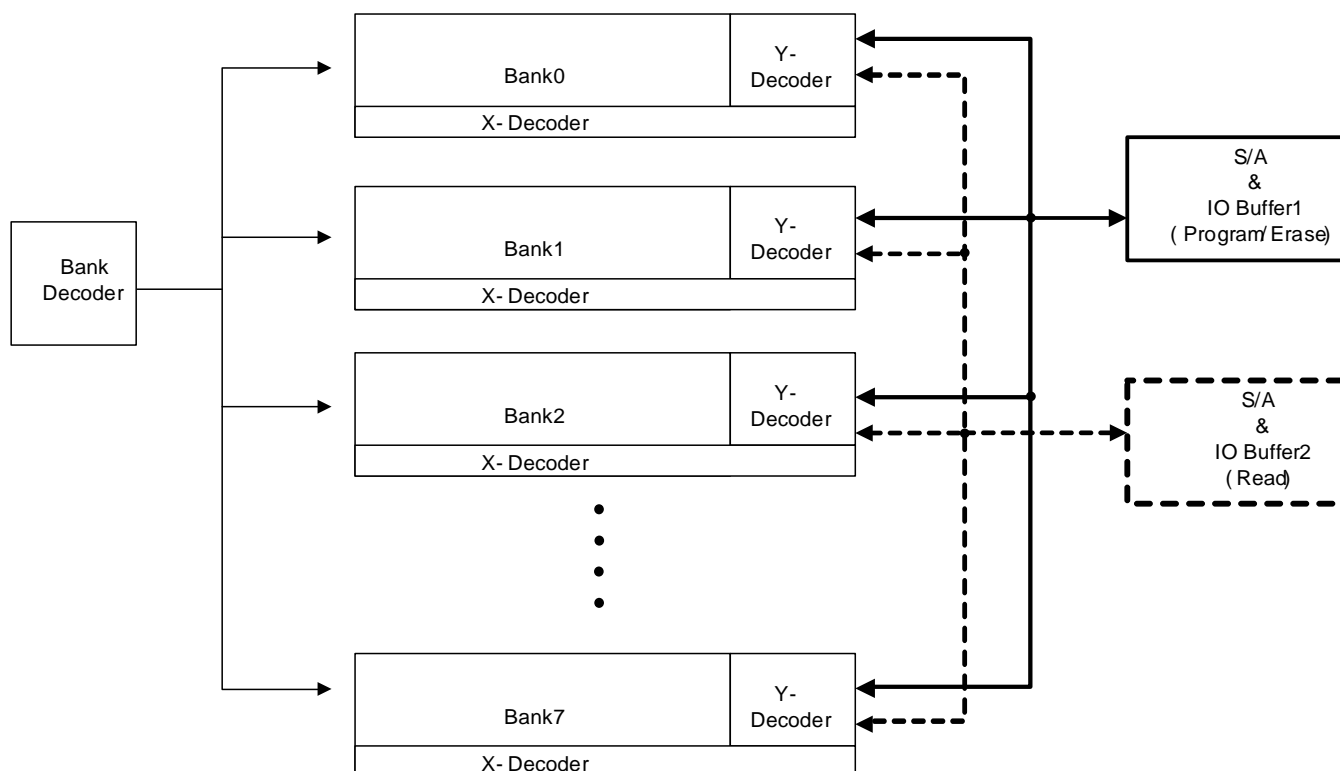 Bank0
Y-
Decoder
X- Decoder
Bank1
Y-
Decoder
X- Decoder
Bank
Decoder
Bank2
Y-
Decoder
X- Decoder
Bank7
Y-
Decoder
X- Decoder
S/A
&
IO Buffer1
( Program/ Erase)
S/A
&
IO Buffer2
( Read)